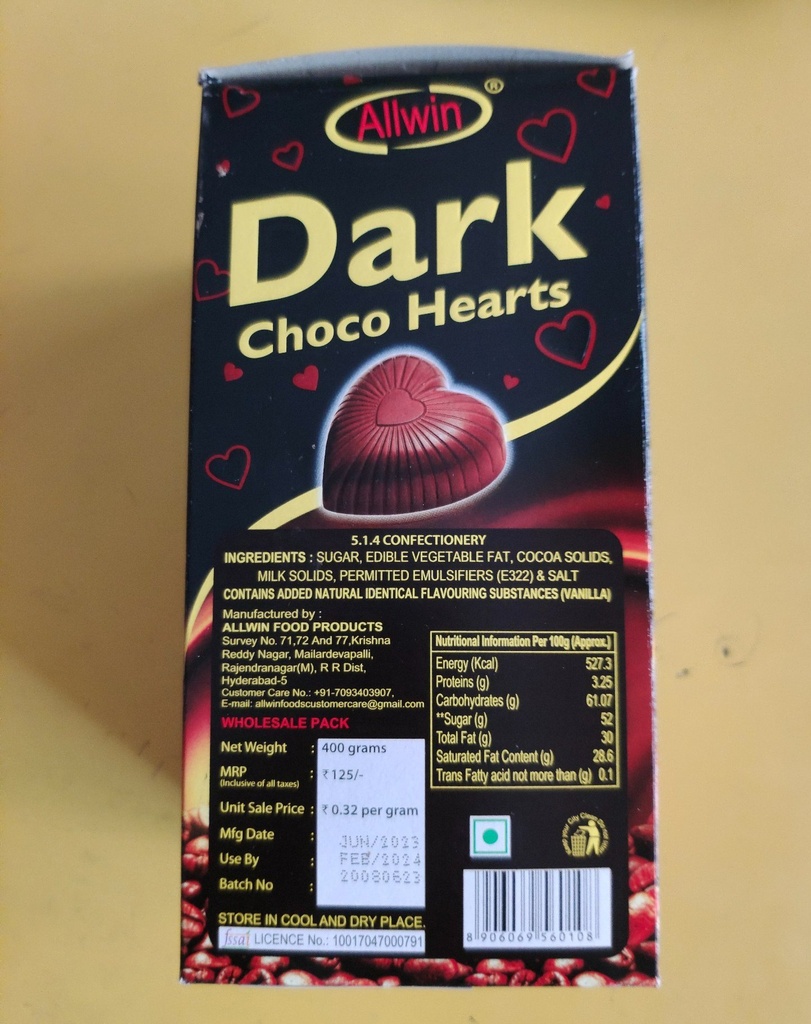 Allwin ®
Dark
Choco Hearts
5.1.4 CONFECTIONERY
INGREDIENTS : SUGAR, EDIBLE VEGETABLE FAT, COCOA SOLIDS,
MILK SOLIDS, PERMITTED EMULSIFIERS (E322) & SALT
CONTAINS ADDED NATURAL IDENTICAL FLAVOURING SUBSTANCES (VANILLA)
Manufactured by :
ALLWIN FOOD PRODUCTS
Survey No. 71,72 And 77,Krishna
Reddy Nagar, Mailardevapalli,
Rajendranagar(M), R R Dist,
Hyderabad-5
Customer Care No.: +91-7093403907,
E-mail: allwinfoodscustomercare@gmail.com
WHOLESALE PACK
Net Weight : 400 grams
MRP : ₹125/-
(Inclusive of all taxes)
Unit Sale Price : ₹ 0.32 per gram
Mfg Date : JUN/2023
Use By : FEB/2024
Batch No : 20080623
STORE IN COOL AND DRY PLACE.
fssai LICENCE No.: 10017047000791
Nutritional Information Per 100g (Approx.)
Energy (Kcal) 527.3
Proteins (g) 3.25
Carbohydrates (g) 61.07
**Sugar (g) 52
Total Fat (g) 30
Saturated Fat Content (g) 28.6
Trans Fatty acid not more than (g) 0.1
Keep your City Clean
8 906069 560108